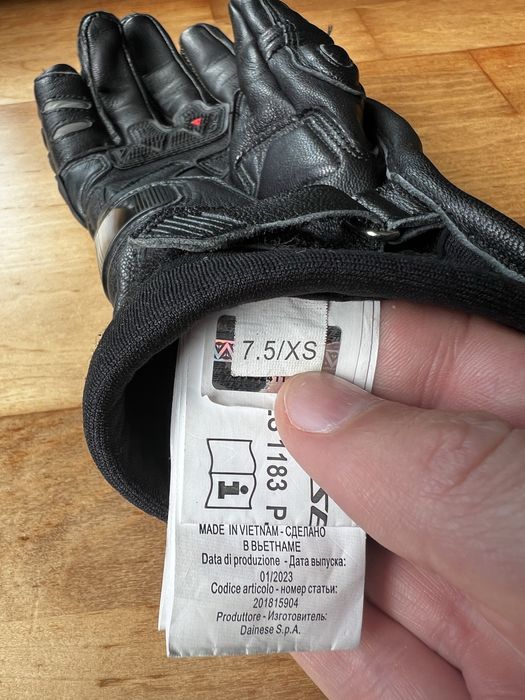 7.5/XS
1183 P.
MADE IN VIETNAM - СДЕЛАНО
В ВЬЕТНАМЕ
Data di produzione - Дата выпуска:
01/2023
Codice articolo - номер статьи:
201815904
Produttore - Изготовитель:
Dainese S.p.A.